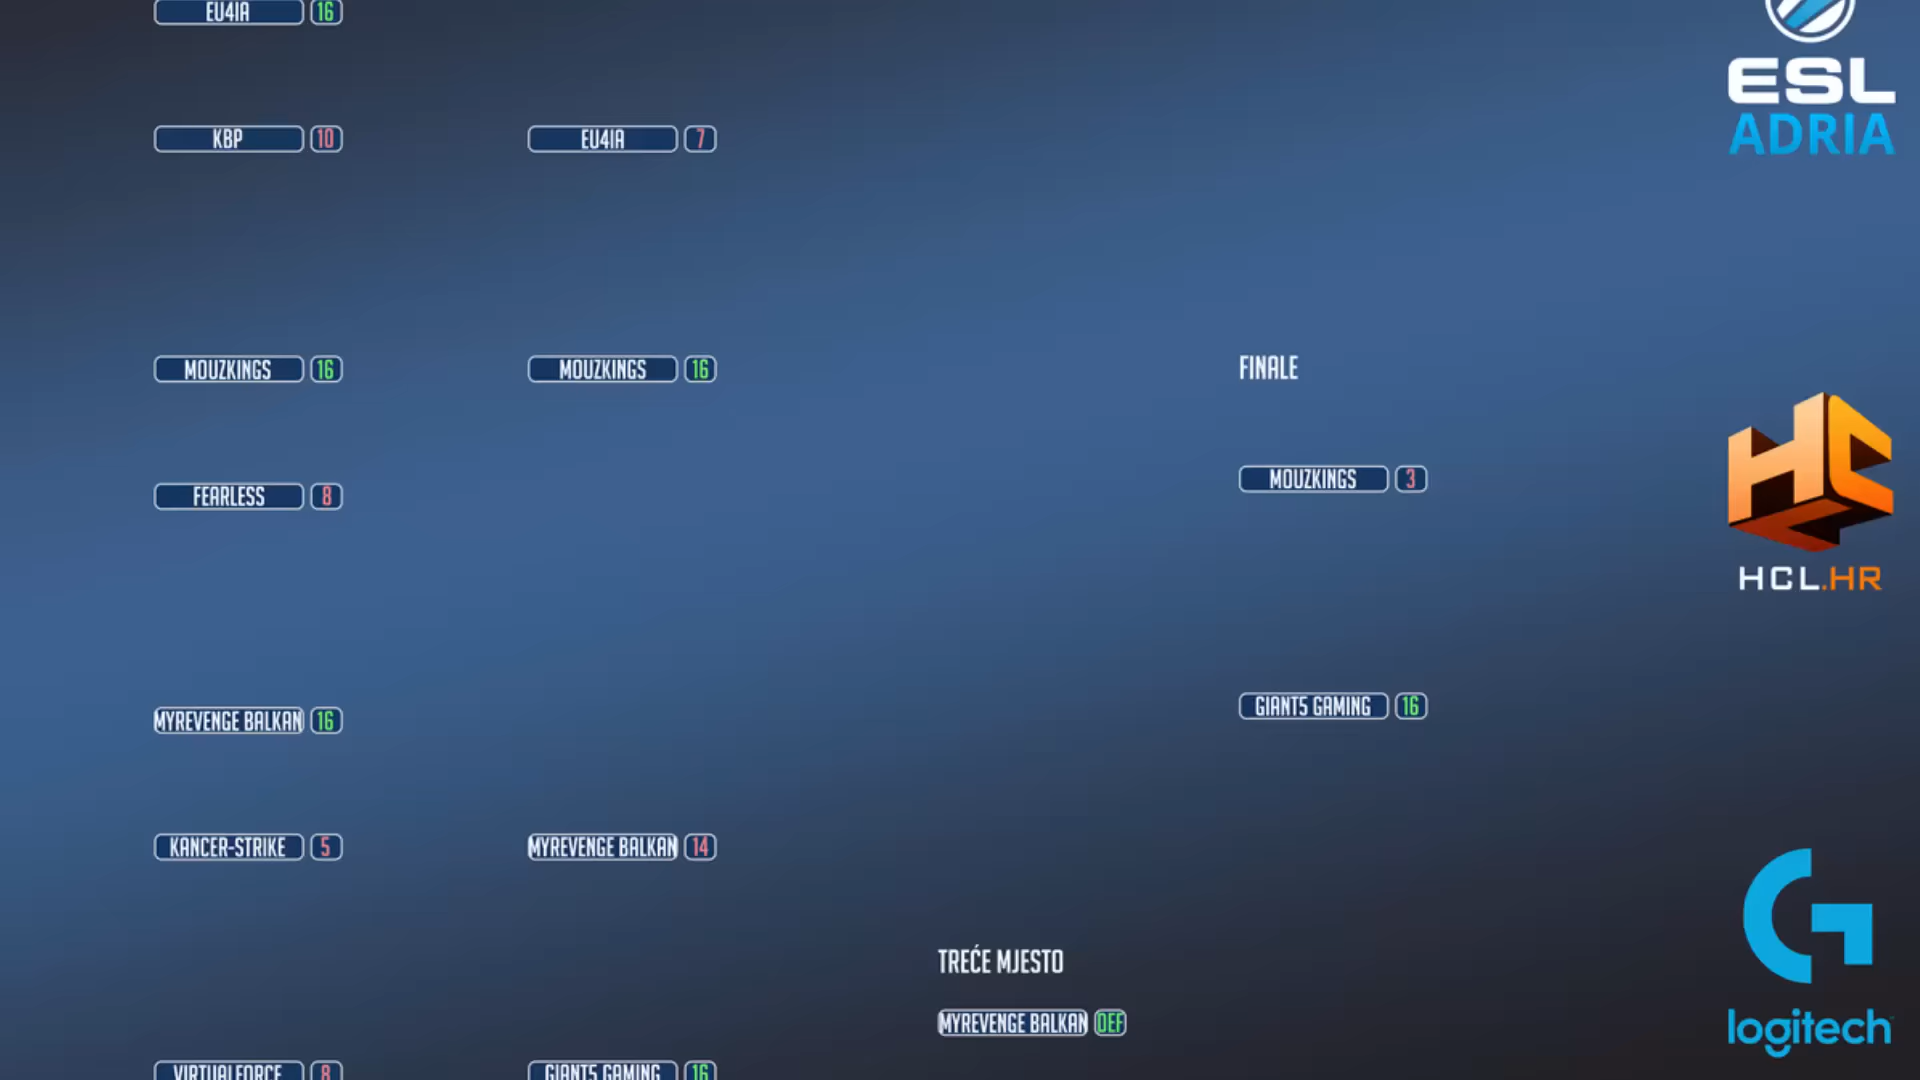 EU4IA 16
KBP 10
MOUZKINGS 16
FEARLESS 8
MYREVENGE BALKAN 16
KANCER-STRIKE 5
VIRTUALFORCE 8
EU4IA 7
MOUZKINGS 16
MYREVENGE BALKAN 14
GIANT5 GAMING 16
FINALE
MOUZKINGS 3
GIANT5 GAMING 16
TREĆE MJESTO
MYREVENGE BALKAN DEF
ESL
ADRIA
HCL.HR
logitech